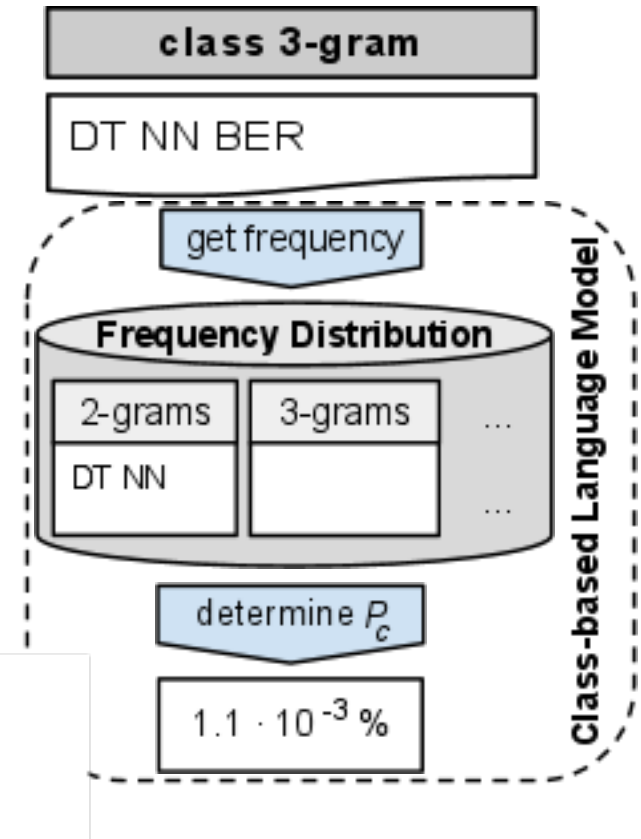 class 3-gram
DT NN BER
get frequency
Frequency Distribution
2-grams
3-grams
...
DT NN
...
determine P_c
1.1 · 10^-3 %
Class-based Language Model